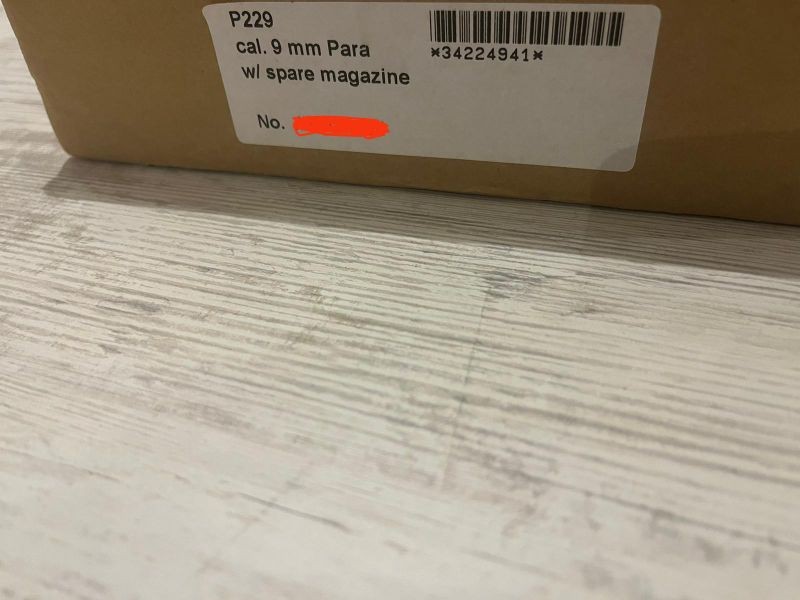 P229
cal. 9 mm Para
w/ spare magazine
*34224941*
No.